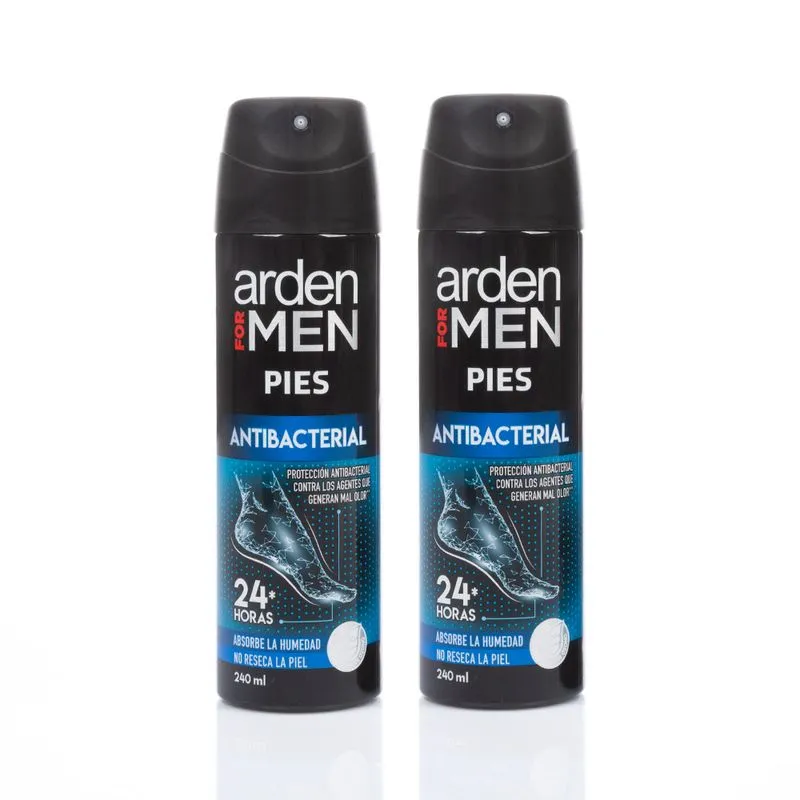 arden
FOR MEN
PIES
ANTIBACTERIAL
PROTECCIÓN ANTIBACTERIAL
CONTRA LOS AGENTES QUE
GENERAN MAL OLOR**
24*
HORAS
ABSORBE LA HUMEDAD
NO RESECA LA PIEL
240 ml
arden
FOR MEN
PIES
ANTIBACTERIAL
PROTECCIÓN ANTIBACTERIAL
CONTRA LOS AGENTES QUE
GENERAN MAL OLOR**
24*
HORAS
ABSORBE LA HUMEDAD
NO RESECA LA PIEL
240 ml